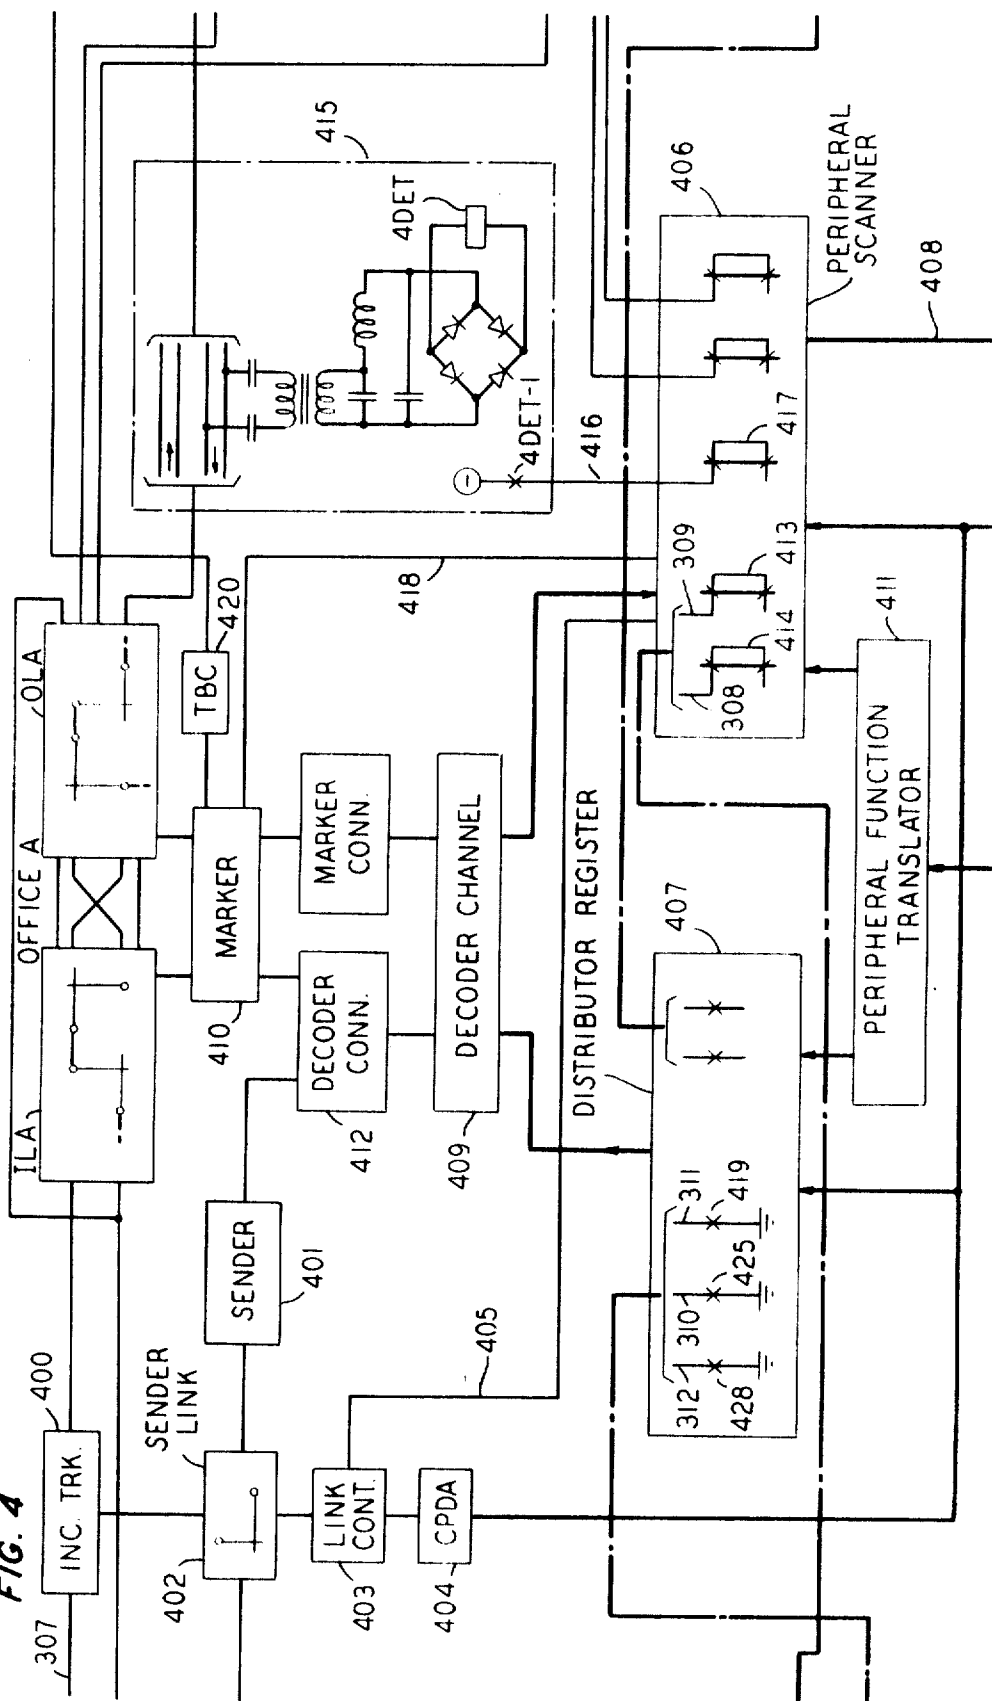 FIG. 4
307
INC. TRK.
400
ILA
OFFICE A
OLA
402
SENDER
LINK
SENDER
401
410
MARKER
TBC
420
415
403
LINK
CONT.
405
404
CPDA
412
DECODER
CONN.
MARKER
CONN.
409
DECODER CHANNEL
418
4DET
4DET-1
416
DISTRIBUTOR REGISTER
407
312
310
311
428
425
419
406
308
309
414
413
417
PERIPHERAL
SCANNER
408
PERIPHERAL FUNCTION
TRANSLATOR
411